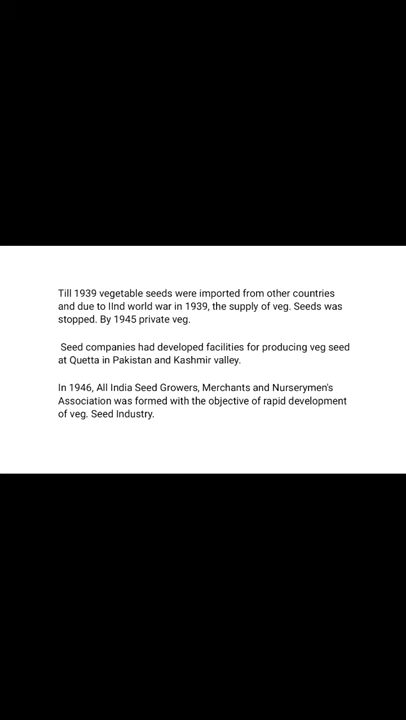 Till 1939 vegetable seeds were imported from other countries
and due to IInd world war in 1939, the supply of veg. Seeds was
stopped. By 1945 private veg.
Seed companies had developed facilities for producing veg seed
at Quetta in Pakistan and Kashmir valley.
In 1946, All India Seed Growers, Merchants and Nurserymen's
Association was formed with the objective of rapid development
of veg. Seed Industry.